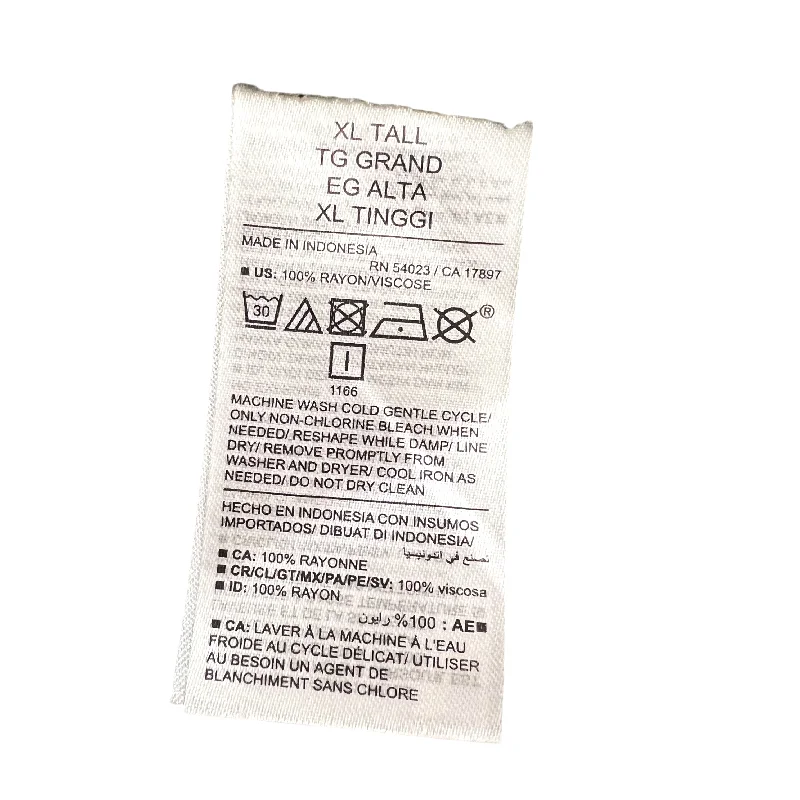 XL TALL
TG GRAND
EG ALTA
XL TINGGI
MADE IN INDONESIA
RN 54023 / CA 17897
■ US: 100% RAYON/VISCOSE
30
®
1166
MACHINE WASH COLD GENTLE CYCLE/
ONLY NON-CHLORINE BLEACH WHEN
NEEDED/ RESHAPE WHILE DAMP/ LINE
DRY/ REMOVE PROMPTLY FROM
WASHER AND DRYER/ COOL IRON AS
NEEDED/ DO NOT DRY CLEAN
HECHO EN INDONESIA CON INSUMOS
IMPORTADOS/ DIBUAT DI INDONESIA/
تصنع في اندونيسيا
■ CA: 100% RAYONNE
■ CR/CL/GT/MX/PA/PE/SV: 100% viscosa
■ ID: 100% RAYON
■AE : 100% رايون
■ CA: LAVER À LA MACHINE À L'EAU
FROIDE AU CYCLE DÉLICAT/ UTILISER
AU BESOIN UN AGENT DE
BLANCHIMENT SANS CHLORE